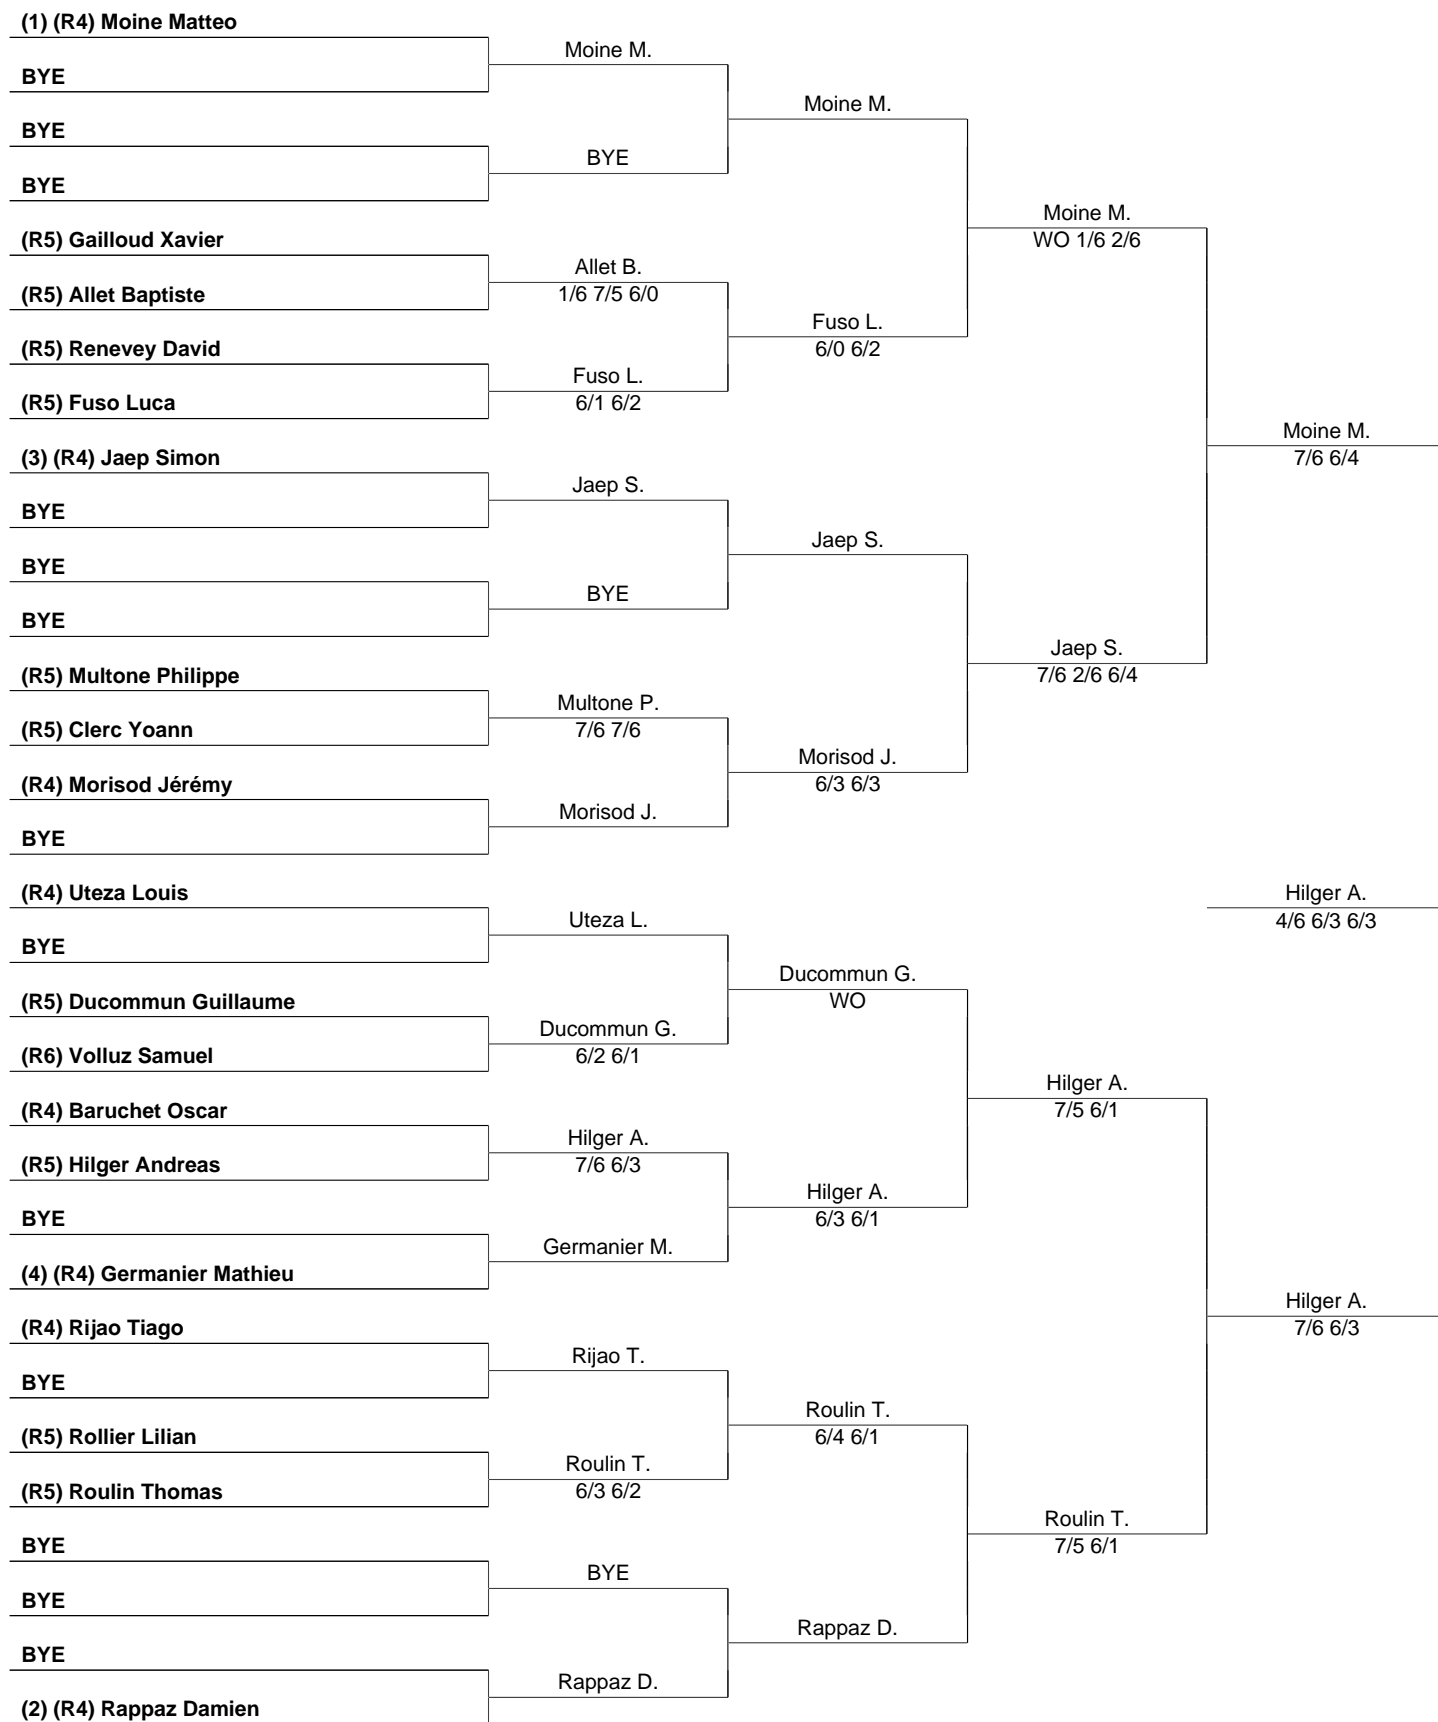 (1) (R4) Moine Matteo
Moine M.
BYE
Moine M.
BYE
BYE
BYE
Moine M.
WO 1/6 2/6
(R5) Gailloud Xavier
Allet B.
1/6 7/5 6/0
(R5) Allet Baptiste
Fuso L.
6/0 6/2
(R5) Renevey David
Fuso L.
6/1 6/2
(R5) Fuso Luca
Moine M.
7/6 6/4
(3) (R4) Jaep Simon
Jaep S.
BYE
Jaep S.
BYE
BYE
BYE
Jaep S.
7/6 2/6 6/4
(R5) Multone Philippe
Multone P.
7/6 7/6
(R5) Clerc Yoann
Morisod J.
6/3 6/3
(R4) Morisod Jérémy
Morisod J.
BYE
Hilger A.
4/6 6/3 6/3
(R4) Uteza Louis
Uteza L.
BYE
Ducommun G.
WO
(R5) Ducommun Guillaume
Ducommun G.
6/2 6/1
(R6) Volluz Samuel
Hilger A.
7/5 6/1
(R4) Baruchet Oscar
Hilger A.
7/6 6/3
(R5) Hilger Andreas
Hilger A.
6/3 6/1
BYE
Germanier M.
(4) (R4) Germanier Mathieu
Hilger A.
7/6 6/3
(R4) Rijao Tiago
Rijao T.
BYE
Roulin T.
6/4 6/1
(R5) Rollier Lilian
Roulin T.
6/3 6/2
(R5) Roulin Thomas
Roulin T.
7/5 6/1
BYE
BYE
BYE
Rappaz D.
BYE
Rappaz D.
(2) (R4) Rappaz Damien